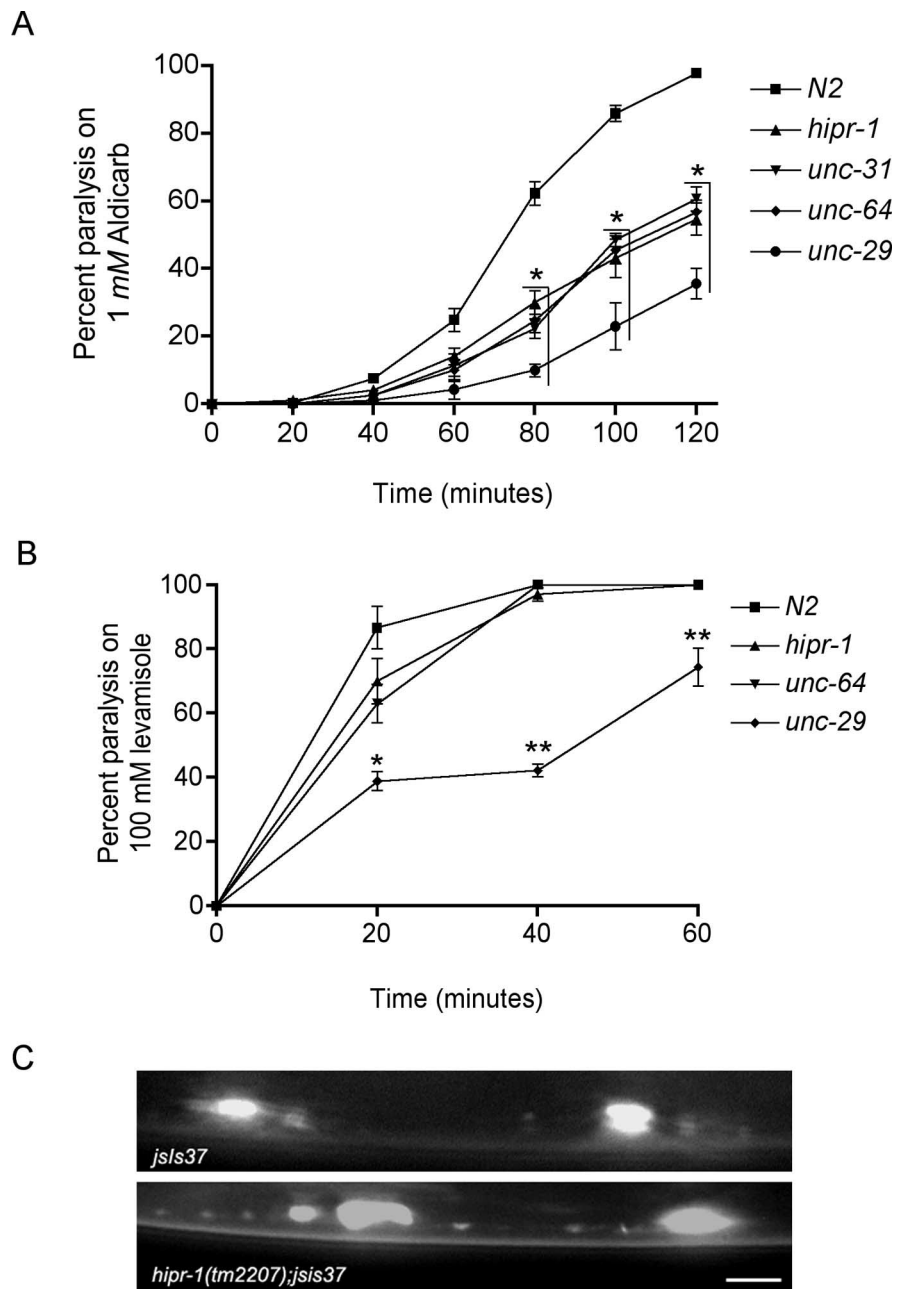 A
Percent paralysis on
1 mM Aldicarb
100
80
60
40
20
0
0 20 40 60 80 100 120
Time (minutes)
* * *
N2
hipr-1
unc-31
unc-64
unc-29
B
Percent paralysis on
100 mM levamisole
100
80
60
40
20
0
0 20 40 60
Time (minutes)
* ** **
N2
hipr-1
unc-64
unc-29
C
jsIs37
hipr-1(tm2207);jsis37